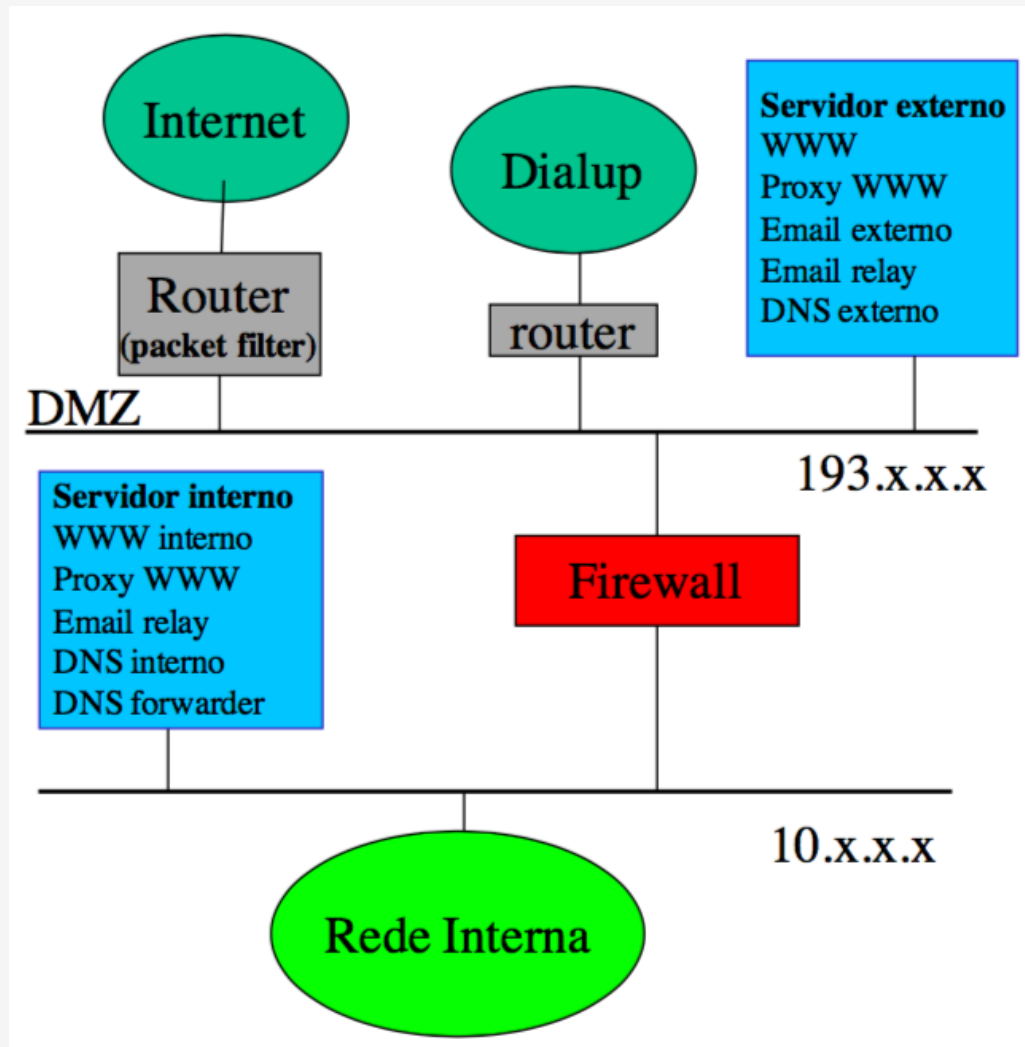 Internet
Dialup
Servidor externo
WWW
Proxy WWW
Email externo
Email relay
DNS externo
Router
(packet filter)
router
DMZ
193.x.x.x
Servidor interno
WWW interno
Proxy WWW
Email relay
DNS interno
DNS forwarder
Firewall
10.x.x.x
Rede Interna